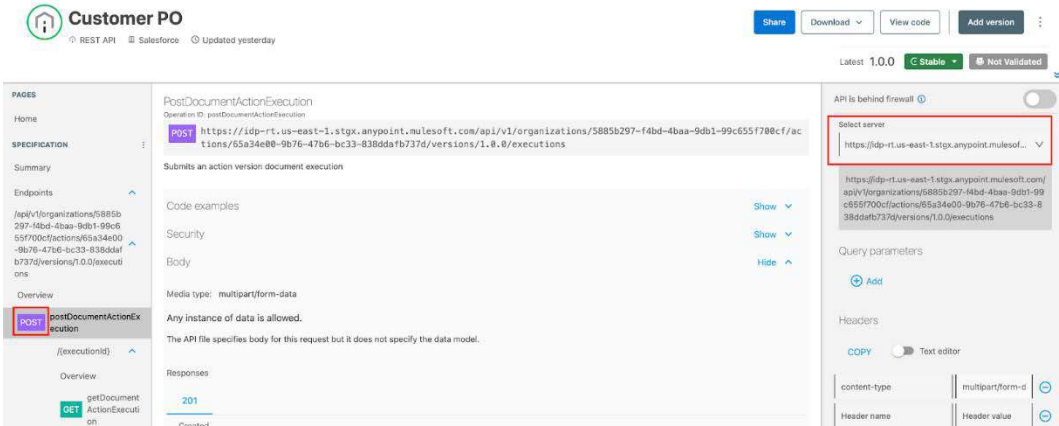 Customer PO
REST API Salesforce Updated yesterday
Share Download View code Add version
Latest 1.0.0 Stable Not Validated
PAGES
Home
SPECIFICATION
Summary
Endpoints
/api/v1/organizations/5885b
297-f4bd-4baa-9db1-99c6
55f700cf/actions/65a34e00
-9b76-47b6-bc33-838ddaf
b737d/versions/1.0.0/executi
ons
Overview
POST postDocumentActionEx
ecution
/{executionId}
Overview
GET getDocument
ActionExecuti
on
PostDocumentActionExecution
Operation ID: postDocumentActionExecution
POST https://idp-rt.us-east-1.stgx.anypoint.mulesoft.com/api/v1/organizations/5885b297-f4bd-4baa-9db1-99c655f700cf/ac
tions/65a34e00-9b76-47b6-bc33-838ddafb737d/versions/1.0.0/executions
Submits an action version document execution
Code examples Show
Security Show
Body Hide
Media type: multipart/form-data
Any instance of data is allowed.
The API file specifies body for this request but it does not specify the data model.
Responses
201
Created
API is behind firewall
Select server
https://idp-rt.us-east-1.stgx.anypoint.mulesof...
https://idp-rt.us-east-1.stgx.anypoint.mulesoft.com/
api/v1/organizations/5885b297-f4bd-4baa-9db1-99
c655f700cf/actions/65a34e00-9b76-47b6-bc33-8
38ddafb737d/versions/1.0.0/executions
Query parameters
Add
Headers
COPY Text editor
content-type multipart/form-d
Header name Header value